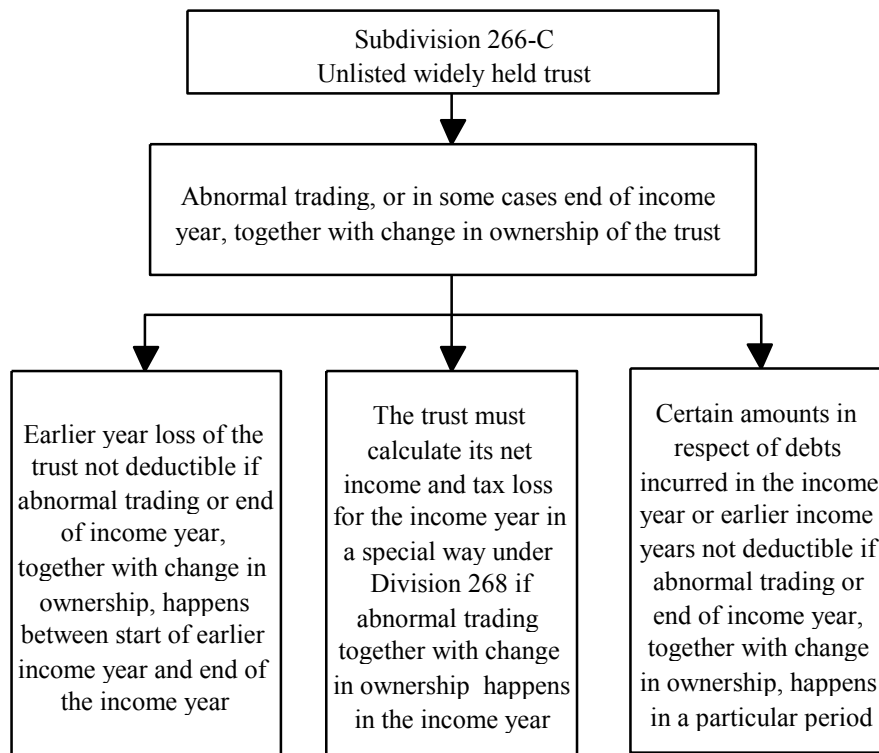 Subdivision 266-C
Unlisted widely held trust
Abnormal trading, or in some cases end of income
year, together with change in ownership of the trust
Earlier year loss of the
trust not deductible if
abnormal trading or end
of income year,
together with change in
ownership, happens
between start of earlier
income year and end of
the income year
The trust must
calculate its net
income and tax loss
for the income year in
a special way under
Division 268 if
abnormal trading
together with change
in ownership happens
in the income year
Certain amounts in
respect of debts
incurred in the income
year or earlier income
years not deductible if
abnormal trading or
end of income year,
together with change
in ownership, happens
in a particular period